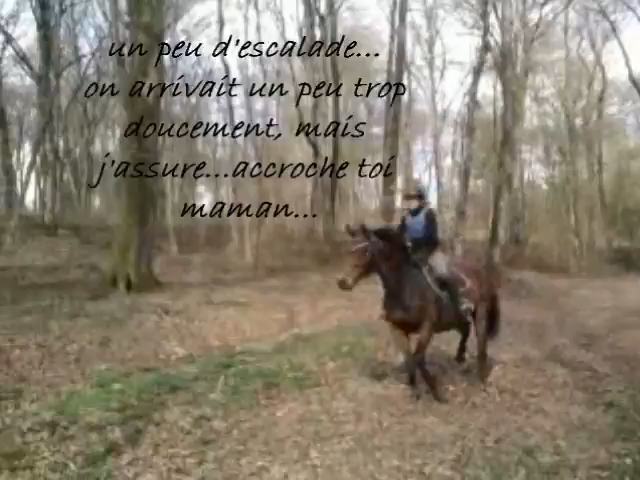 un peu d'escalade...
on arrivait un peu trop
doucement, mais
j'assure...accroche toi
maman...